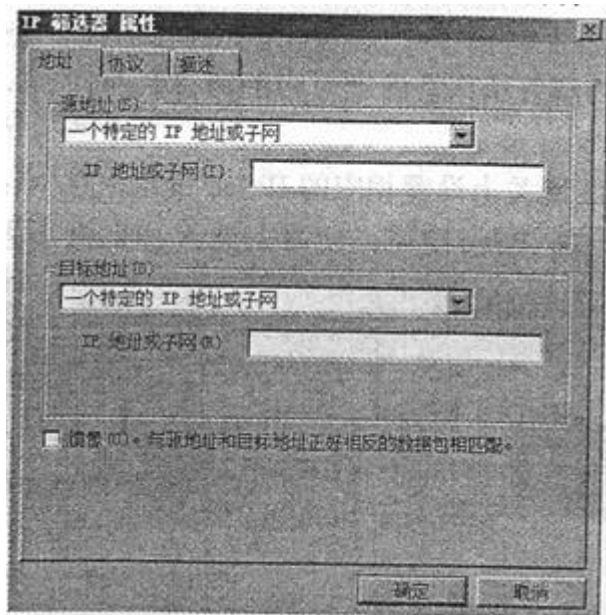 IP 筛选器 属性
地址 协议 描述
源地址(S)
一个特定的 IP 地址或子网
IP 地址或子网(I):
目标地址(D)
一个特定的 IP 地址或子网
IP 地址或子网(R)
镜像(O)。与源地址和目标地址正好相反的数据包相匹配。
确定 取消